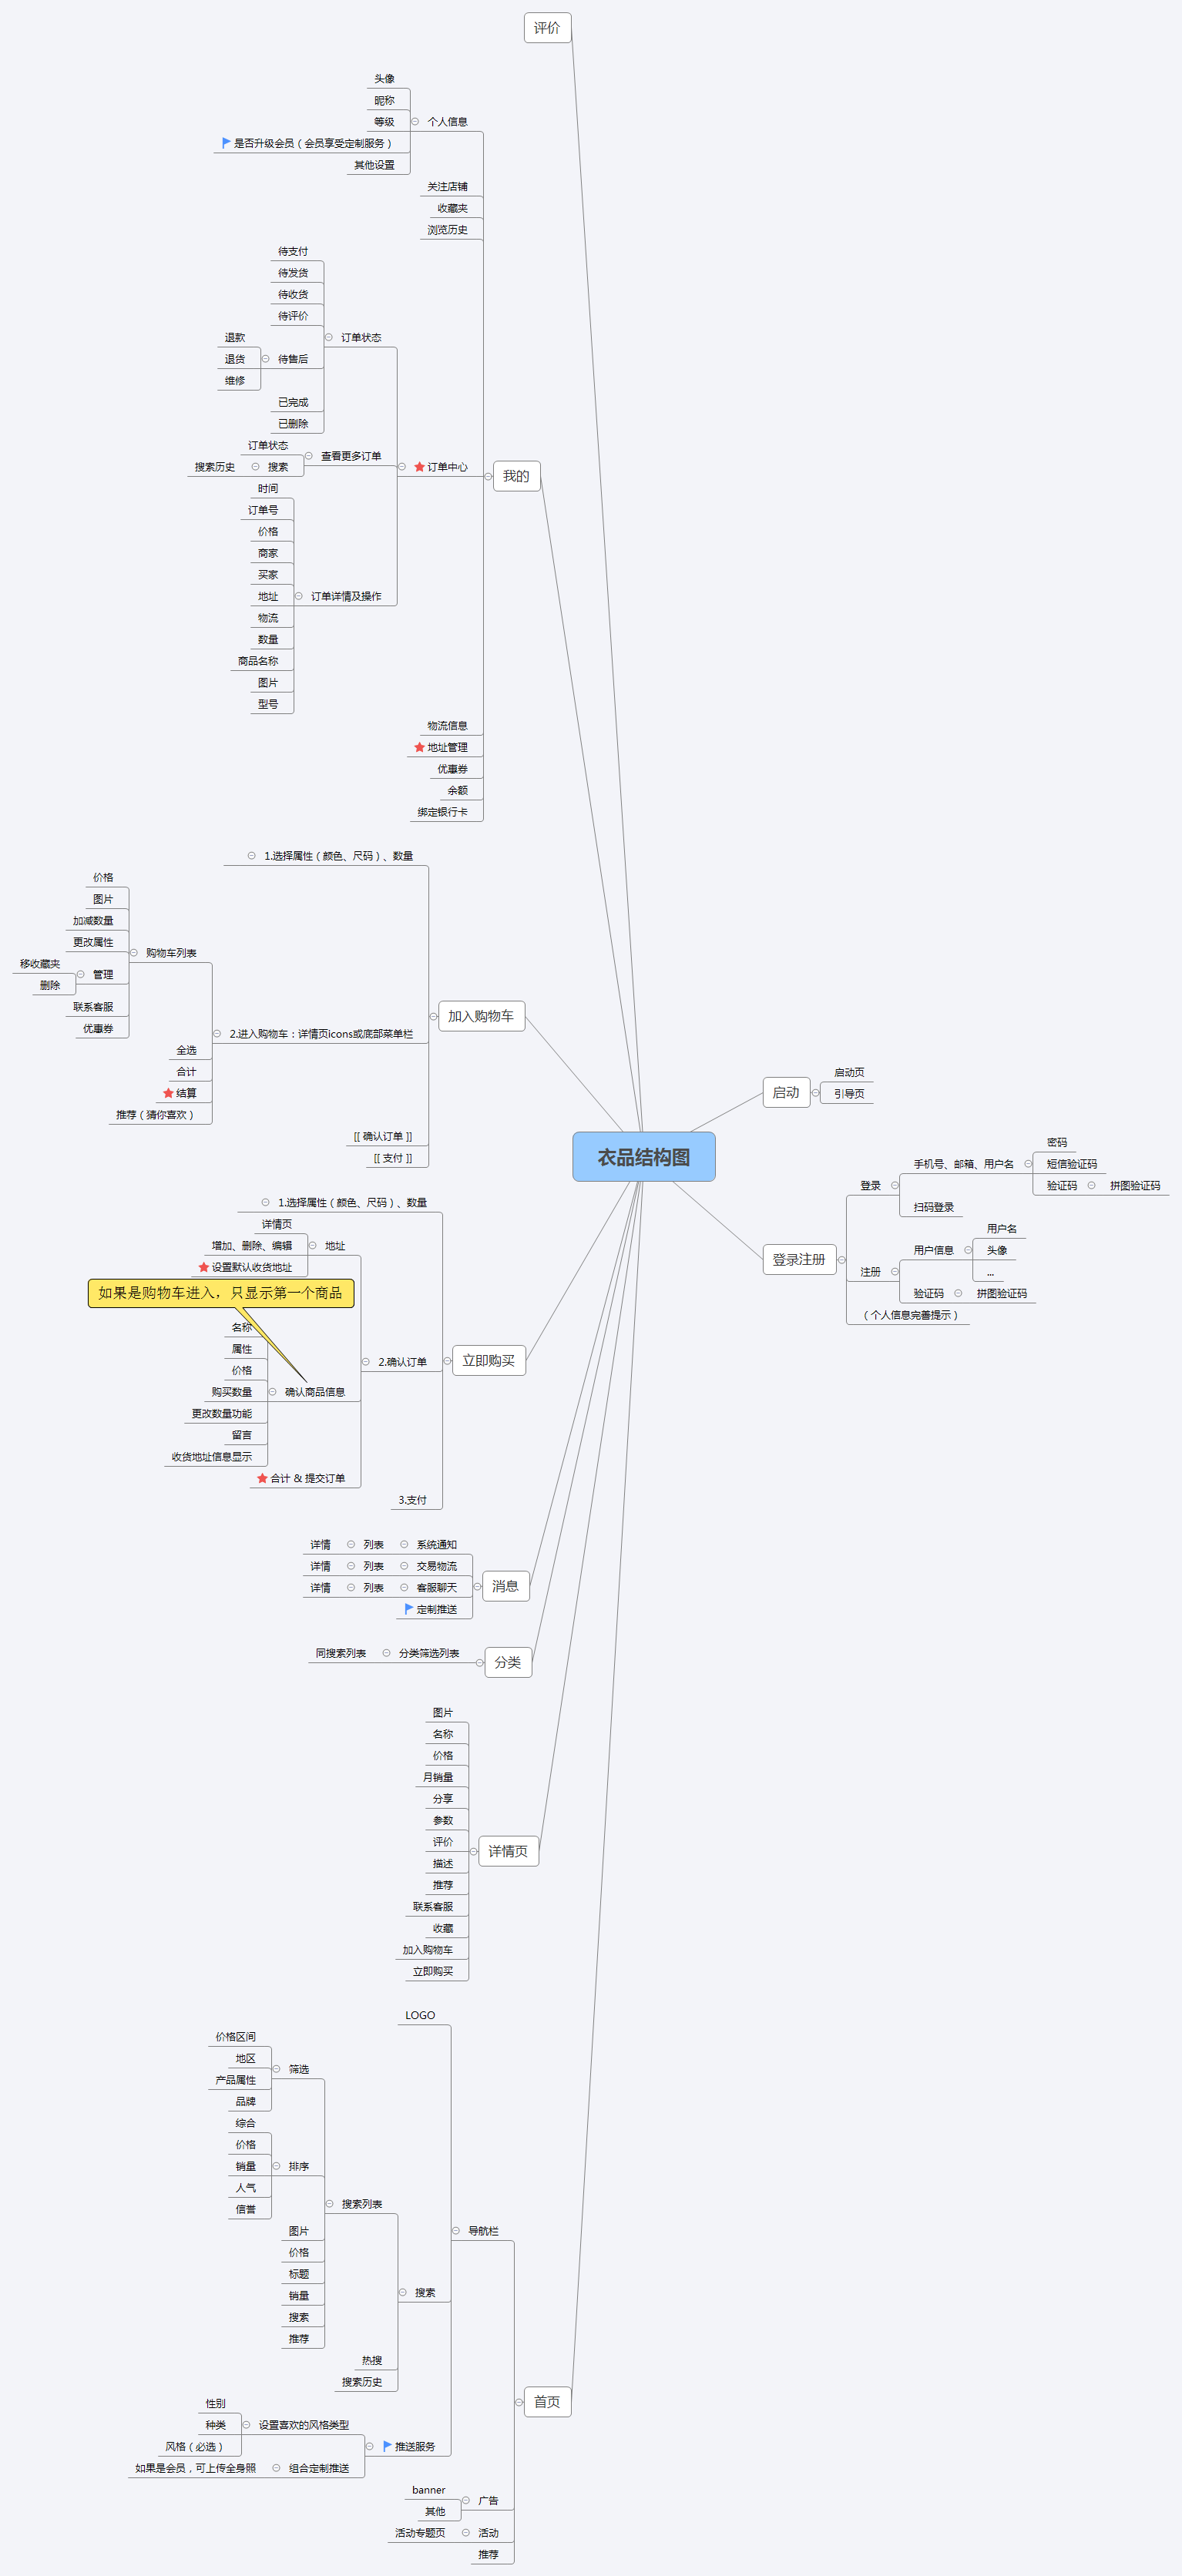 评价
头像
昵称
等级
个人信息
是否升级会员（会员享受定制服务）
其他设置
关注店铺
收藏夹
浏览历史
待支付
待发货
待收货
待评价
退款
订单状态
退货
待售后
维修
已完成
已删除
订单状态
查看更多订单
搜索历史
搜索
订单中心
我的
时间
订单号
价格
商家
买家
地址
订单详情及操作
物流
数量
商品名称
图片
型号
物流信息
地址管理
优惠券
余额
绑定银行卡
1.选择属性（颜色、尺码）、数量
价格
图片
加减数量
更改属性
购物车列表
移收藏夹
管理
删除
联系客服
优惠券
加入购物车
2.进入购物车：详情页icons或底部菜单栏
全选
合计
结算
推荐（猜你喜欢）
[[ 确认订单 ]]
[[ 支付 ]]
启动
启动页
引导页
衣品结构图
密码
手机号、邮箱、用户名
短信验证码
登录
验证码
拼图验证码
扫码登录
用户名
登录注册
用户信息
头像
注册
...
验证码
拼图验证码
（个人信息完善提示）
1.选择属性（颜色、尺码）、数量
详情页
增加、删除、编辑
地址
设置默认收货地址
如果是购物车进入，只显示第一个商品
名称
属性
2.确认订单
立即购买
价格
购买数量
确认商品信息
更改数量功能
留言
收货地址信息显示
合计 & 提交订单
3.支付
详情
列表
系统通知
详情
列表
交易物流
消息
详情
列表
客服聊天
定制推送
同搜索列表
分类筛选列表
分类
图片
名称
价格
月销量
分享
参数
评价
详情页
描述
推荐
联系客服
收藏
加入购物车
立即购买
LOGO
价格区间
地区
筛选
产品属性
品牌
综合
价格
销量
排序
人气
信誉
搜索列表
图片
导航栏
价格
标题
销量
搜索
搜索
推荐
热搜
搜索历史
首页
性别
种类
设置喜欢的风格类型
风格（必选）
推送服务
如果是会员，可上传全身照
组合定制推送
banner
广告
其他
活动专题页
活动
推荐